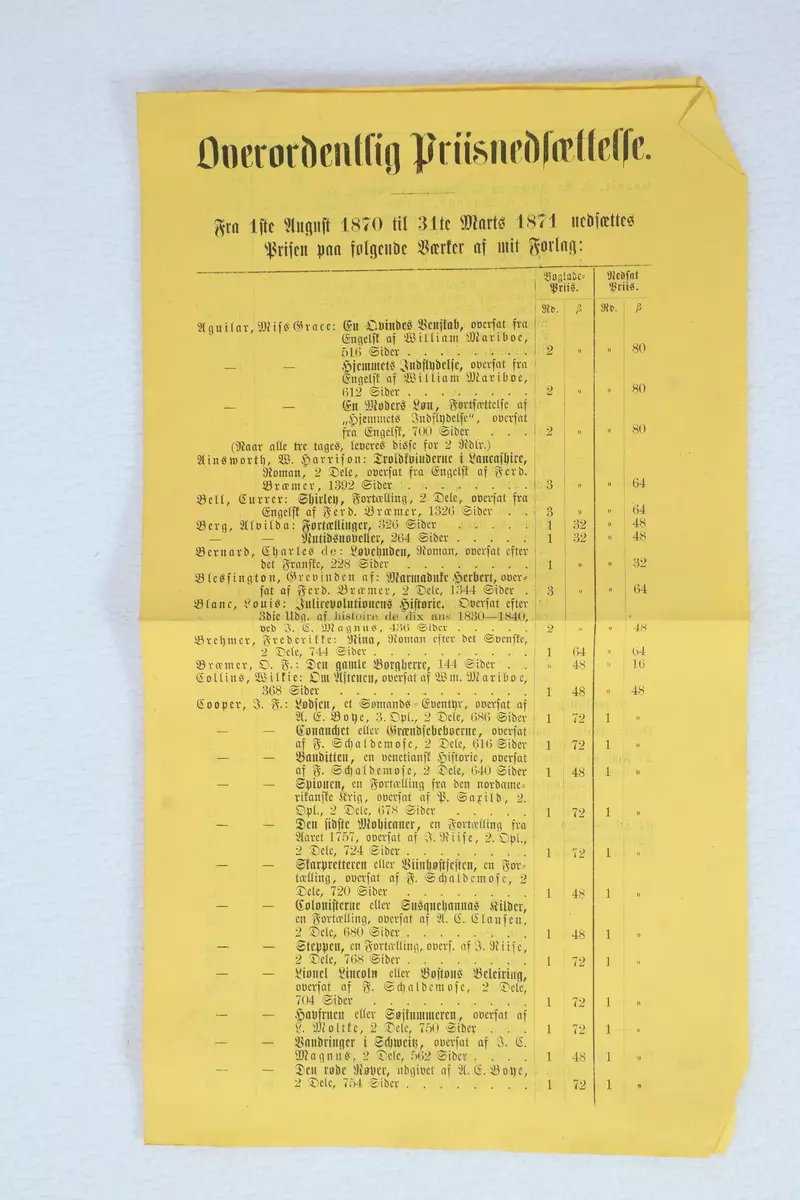 Overordentlig Priisnedsættelse.
Fra 1ste August 1870 til 31te Marts 1871 nedsættes
Prisen paa følgende Værker af mit Forlag:
Boglade-Priis. Nedsat Priis.
Rd. ß Rd. ß
Aguilar, Miss Grace: En Qvindes Venskab, oversat fra
Engelsk af William Mariboe,
516 Sider . . . . . . . . 2 „ „ 80
— — Hjemmets Indflydelse, oversat fra
Engelsk af William Mariboe,
612 Sider . . . . . . . . 2 „ „ 80
— — En Moders Løn, Fortsættelse af
„Hjemmets Indflydelse“, oversat
fra Engelsk, 700 Sider . . . 2 „ „ 80
(Naar alle tre tages, leveres disse for 2 Rdlr.)
Ainsworth, W. Harrison: Troldqvinderne i Lancashire,
Roman, 2 Dele, oversat fra Engelsk af Ferd.
Bræmer, 1392 Sider . . . . . . . . 3 „ „ 64
Bell, Currer: Shirley, Fortælling, 2 Dele, oversat fra
Engelsk af Ferd. Bræmer, 1326 Sider . . 3 „ „ 64
Berg, Alvilda: Fortællinger, 326 Sider . . . . . 1 32 „ 48
— — Nutidsnoveller, 264 Sider . . . . . 1 32 „ 48
Bernard, Charles de: Løvehuden, Roman, oversat efter
det Franske, 228 Sider . . . . . . . . 1 „ „ 32
Blessington, Grevinden af: Marmaduke Herbert, over-
sat af Ferd. Bræmer, 2 Dele, 1344 Sider . 3 „ „ 64
Blanc, Louis: Julirevolutionens Historie. Oversat efter
3die Udg. af histoire de dix ans 1830—1840,
ved J. C. Magnus, 436 Sider . . . . . 2 „ „ 48
Bremer, Frederikke: Nina, Roman efter det Svenske,
2 Dele, 744 Sider . . . . . . . . . . 1 64 „ 64
Bræmer, O. F.: Den gamle Borgherre, 144 Sider . . „ 48 „ 16
Collins, Wilkie: Om Aftenen, oversat af Wm. Mariboe,
368 Sider . . . . . . . . . . . . 1 48 „ 48
Cooper, J. F.: Lodsen, et Sømands-Eventyr, oversat af
A. C. Boye, 3. Opl., 2 Dele, 686 Sider 1 72 1 „
— — Conanchet eller Grændsebeboerne, oversat
af F. Schaldemose, 2 Dele, 616 Sider 1 72 1 „
— — Banditten, en venetiansk Historie, oversat
af F. Schaldemose, 2 Dele, 640 Sider 1 48 1 „
— — Spionen, en Fortælling fra den nordame-
rikanske Krig, oversat af P. Saxild, 2.
Opl., 2 Dele, 678 Sider . . . . . 1 72 1 „
— — Den sidste Mohicaner, en Fortælling fra
Aaret 1757, oversat af J. Riise, 2. Opl.,
2 Dele, 724 Sider . . . . . . . . 1 72 1 „
— — Skarpretteren eller Viinhøstfesten, en For-
tælling, oversat af F. Schaldemose, 2
Dele, 720 Sider . . . . . . . . 1 48 1 „
— — Colonisterne eller Susquehannas Kilder,
en Fortælling, oversat af A. C. Clausen,
2 Dele, 680 Sider . . . . . . . . 1 48 1 „
— — Steppen, en Fortælling, overs. af J. Riise,
2 Dele, 768 Sider . . . . . . . . 1 72 1 „
— — Lionel Lincoln eller Bostons Beleiring,
oversat af F. Schaldemose, 2 Dele,
704 Sider . . . . . . . . . . 1 72 1 „
— — Havfruen eller Søskummeren, oversat af
L. Moltke, 2 Dele, 750 Sider . . . 1 72 1 „
— — Vandringer i Schweitz, oversat af J. C.
Magnus, 2 Dele, 562 Sider . . . . 1 48 1 „
— — Den røde Røver, udgivet af A. C. Boye,
2 Dele, 754 Sider . . . . . . . . 1 72 1 „